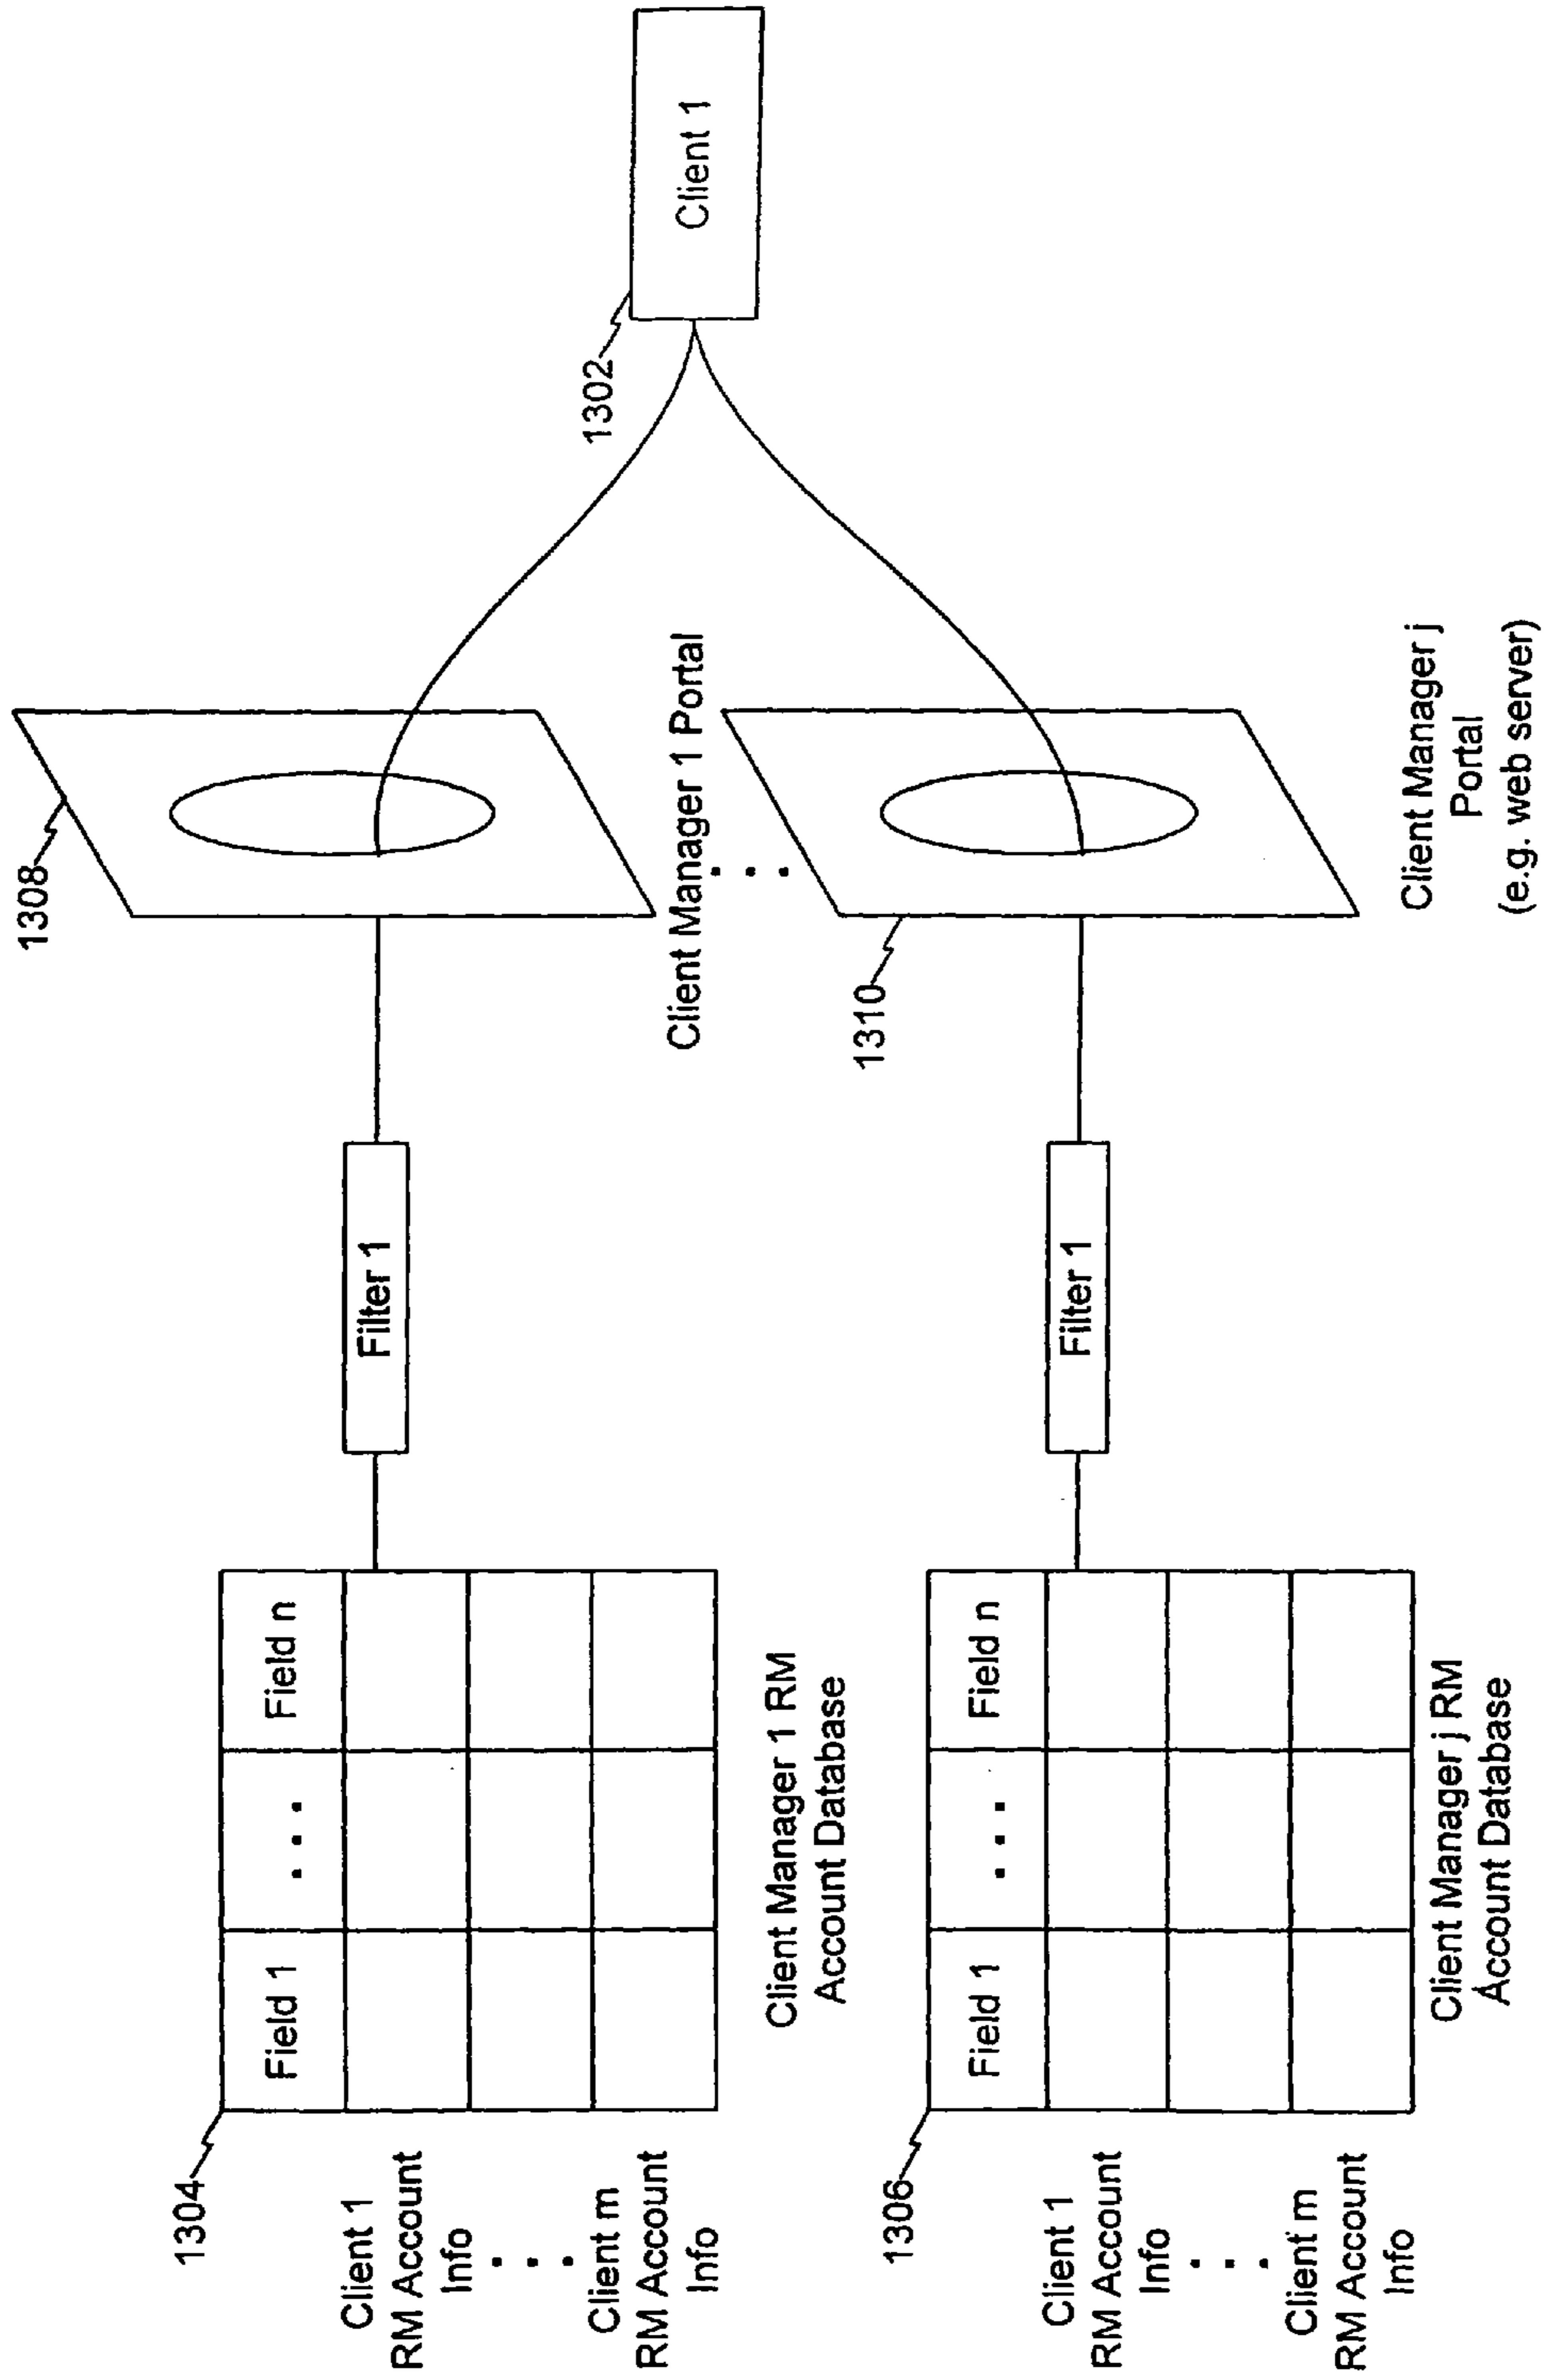 1308
1302
Client 1
1304
Field 1
...
Field n
Filter 1
Client 1
RM Account
Info
...
Client m
RM Account
Info
Client Manager 1 RM
Account Database
Client Manager 1 Portal
...
1310
1306
Field 1
...
Field n
Filter 1
Client 1
RM Account
Info
...
Client m
RM Account
Info
Client Manager j RM
Account Database
Client Manager j
Portal
(e.g. web server)